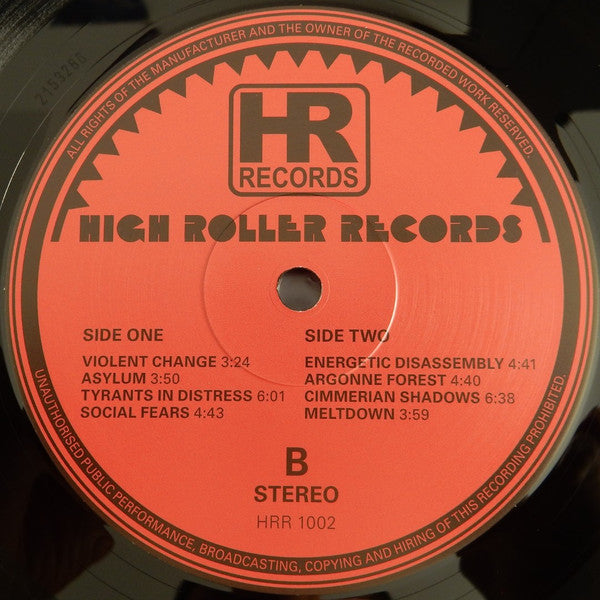 ALL RIGHTS OF THE MANUFACTURER AND THE OWNER OF THE RECORDED WORK RESERVED.
2153260
HR
RECORDS
HIGH ROLLER RECORDS
SIDE ONE
VIOLENT CHANGE 3:24
ASYLUM 3:50
TYRANTS IN DISTRESS 6:01
SOCIAL FEARS 4:43
SIDE TWO
ENERGETIC DISASSEMBLY 4:41
ARGONNE FOREST 4:40
CIMMERIAN SHADOWS 6:38
MELTDOWN 3:59
B
STEREO
HRR 1002
UNAUTHORISED PUBLIC PERFORMANCE, BROADCASTING, COPYING AND HIRING OF THIS RECORDING PROHIBITED.